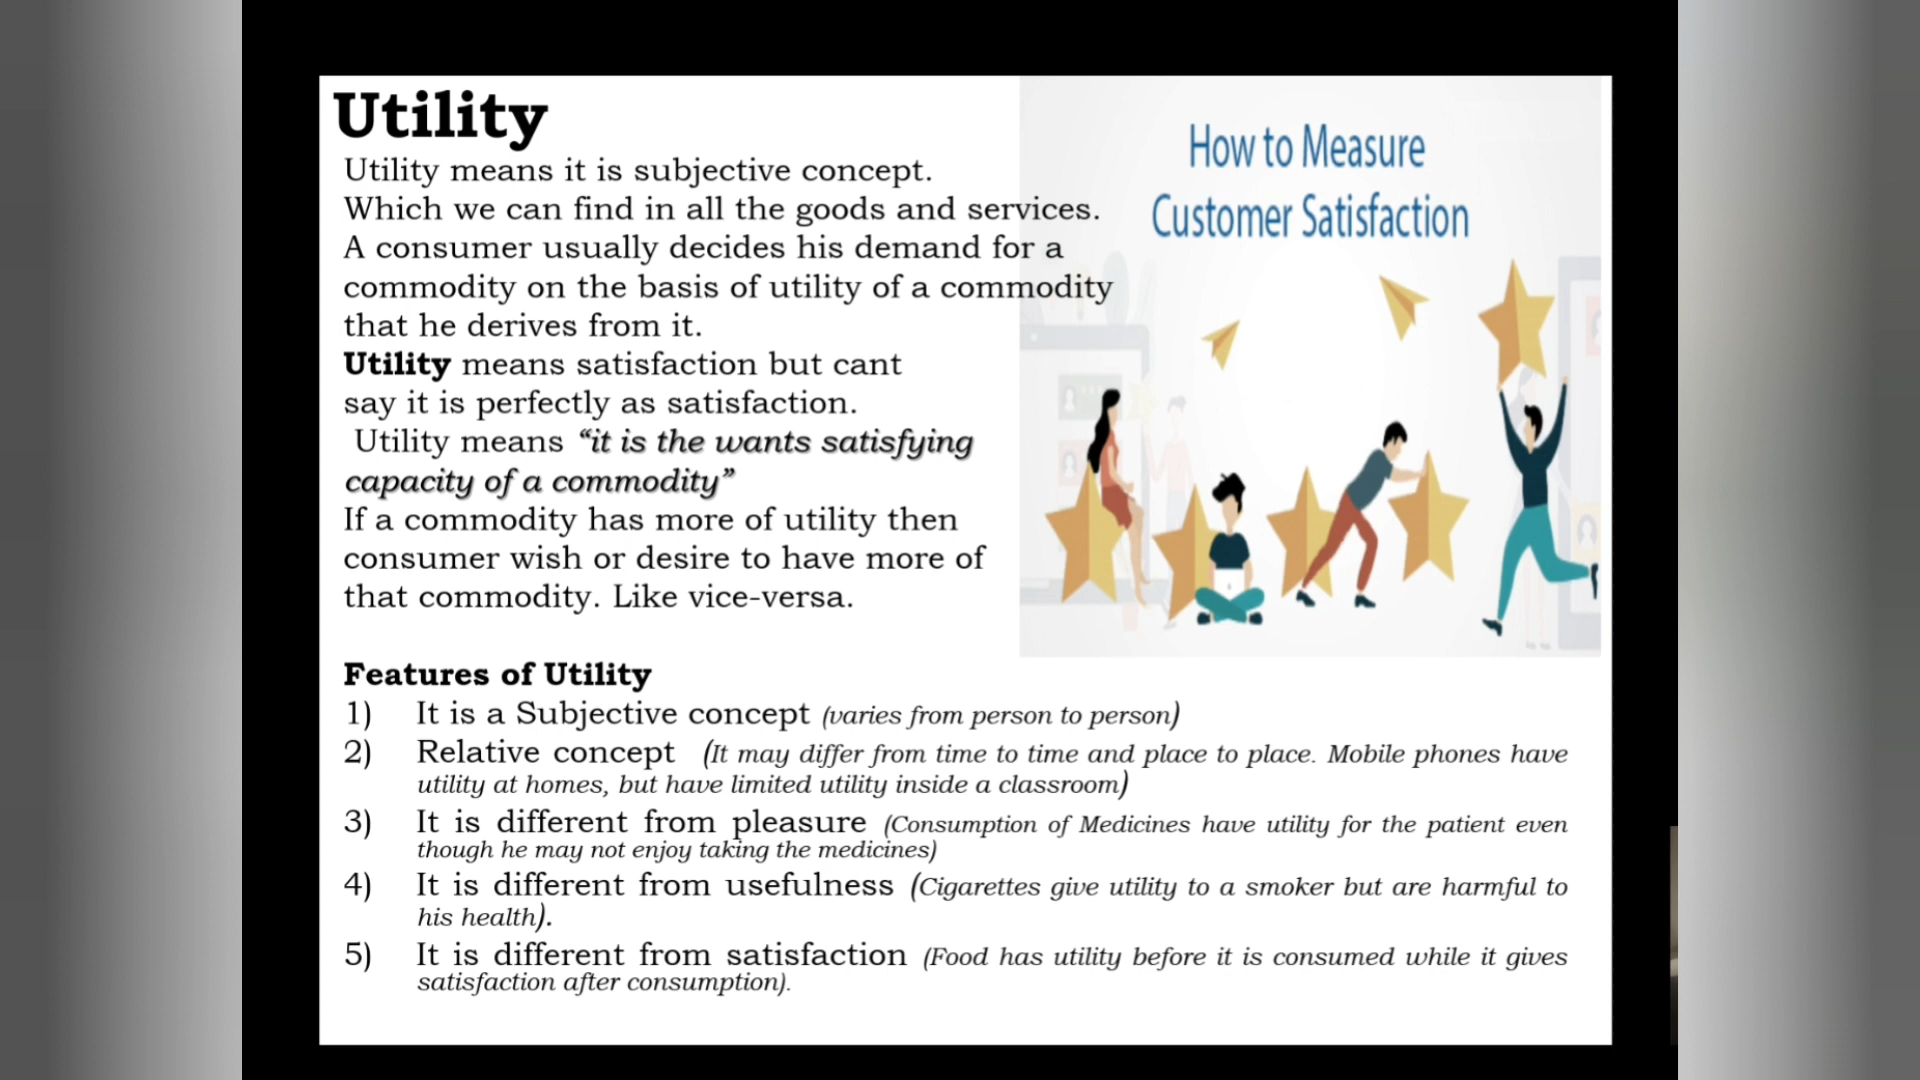 Utility
Utility means it is subjective concept.
Which we can find in all the goods and services.
A consumer usually decides his demand for a
commodity on the basis of utility of a commodity
that he derives from it.
Utility means satisfaction but cant
say it is perfectly as satisfaction.
Utility means “it is the wants satisfying
capacity of a commodity”
If a commodity has more of utility then
consumer wish or desire to have more of
that commodity. Like vice-versa.
How to Measure
Customer Satisfaction
Features of Utility
1) It is a Subjective concept (varies from person to person)
2) Relative concept (It may differ from time to time and place to place. Mobile phones have
utility at homes, but have limited utility inside a classroom)
3) It is different from pleasure (Consumption of Medicines have utility for the patient even
though he may not enjoy taking the medicines)
4) It is different from usefulness (Cigarettes give utility to a smoker but are harmful to
his health).
5) It is different from satisfaction (Food has utility before it is consumed while it gives
satisfaction after consumption).